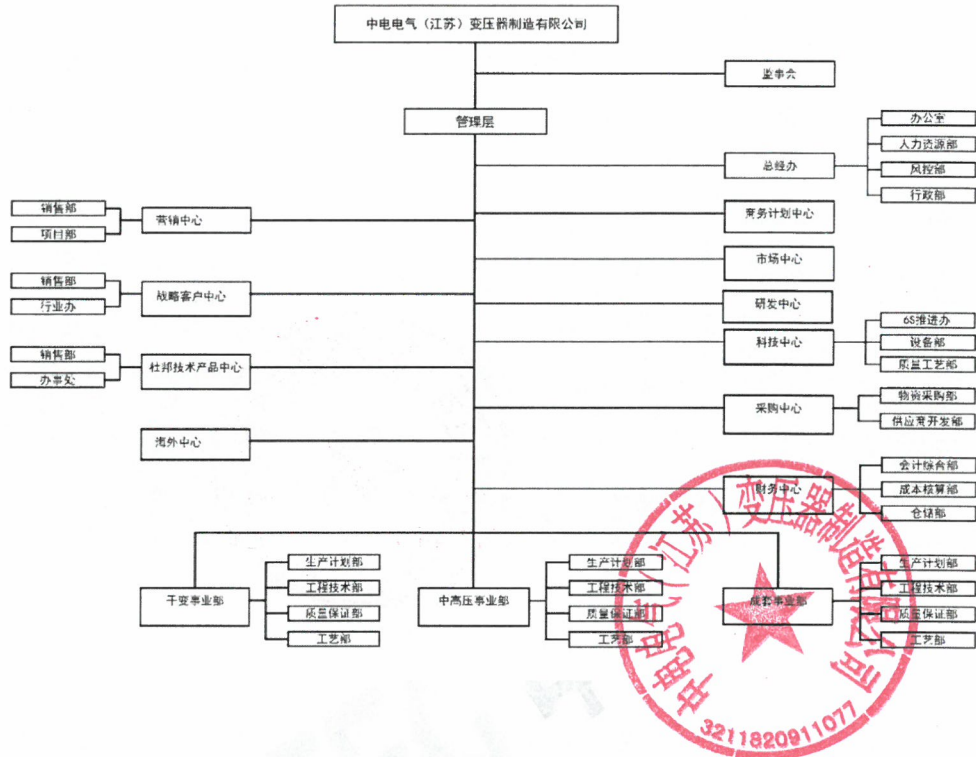 中电电气（江苏）变压器制造有限公司
监事会
管理层
总经办
办公室
人力资源部
风控部
行政部
营销中心
销售部
项目部
商务计划中心
市场中心
战略客户中心
销售部
行业办
研发中心
科技中心
6S推进办
设备部
质量工艺部
杜邦技术产品中心
销售部
办事处
采购中心
物资采购部
供应商开发部
海外中心
财务中心
会计综合部
成本核算部
仓储部
干变事业部
生产计划部
工程技术部
质量保证部
工艺部
中高压事业部
生产计划部
工程技术部
质量保证部
工艺部
成套事业部
生产计划部
工程技术部
质量保证部
工艺部
中电电气（江苏）变压器制造有限公司
3211820911077